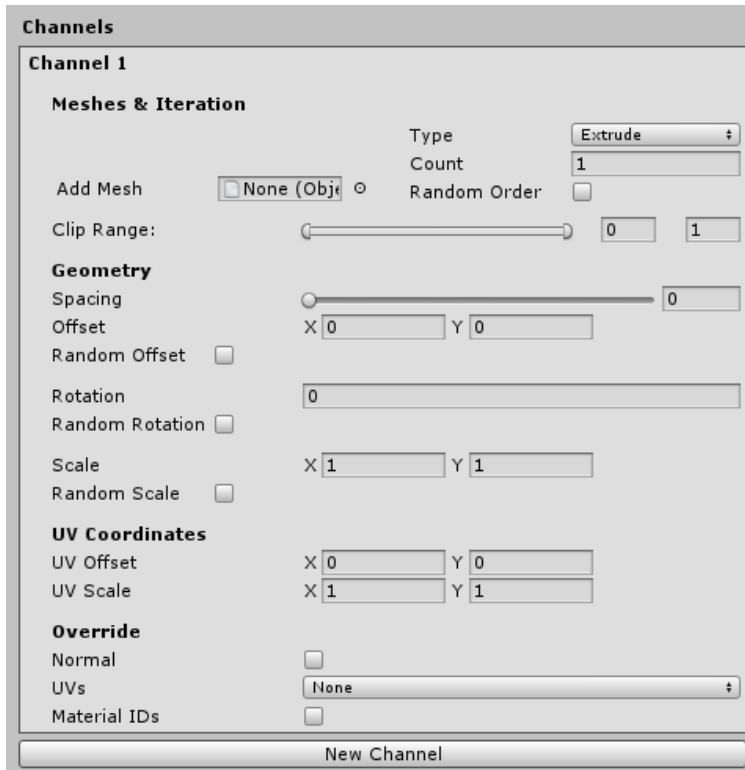 Channels
Channel 1
Meshes & Iteration
Type Extrude
Count 1
Add Mesh None (Obje Random Order
Clip Range: 0 1
Geometry
Spacing 0
Offset X 0 Y 0
Random Offset
Rotation 0
Random Rotation
Scale X 1 Y 1
Random Scale
UV Coordinates
UV Offset X 0 Y 0
UV Scale X 1 Y 1
Override
Normal
UVs None
Material IDs
New Channel